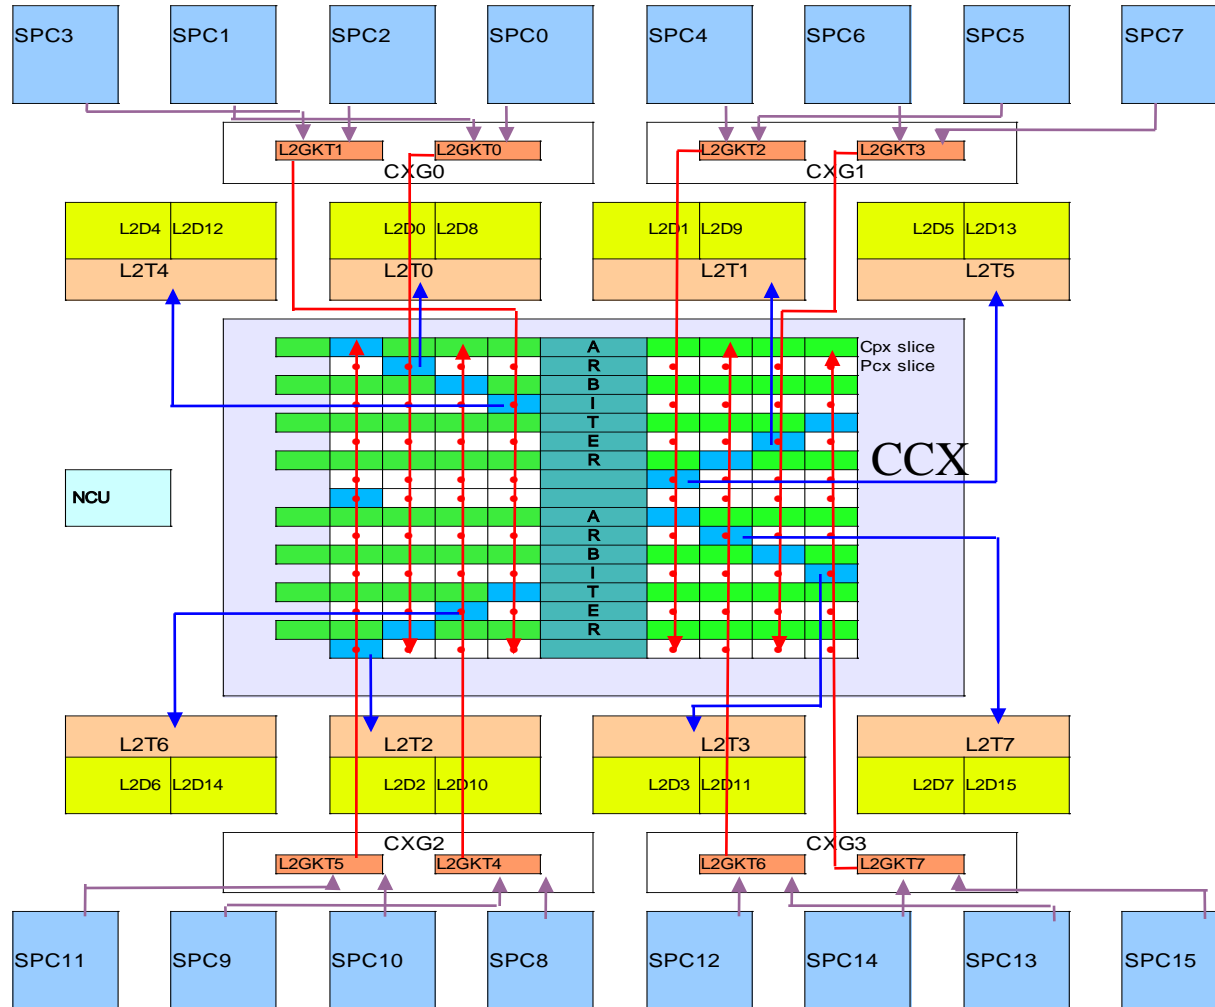 SPC3 SPC1 SPC2 SPC0 SPC4 SPC6 SPC5 SPC7
L2GKT1 L2GKT0 L2GKT2 L2GKT3
CXG0 CXG1
L2D4 L2D12 L2D0 L2D8 L2D1 L2D9 L2D5 L2D13
L2T4 L2T0 L2T1 L2T5
A Cpx slice
R Pcx slice
B
I
T
E
R
CCX
NCU
A
R
B
I
T
E
R
L2T6 L2T2 L2T3 L2T7
L2D6 L2D14 L2D2 L2D10 L2D3 L2D11 L2D7 L2D15
CXG2 CXG3
L2GKT5 L2GKT4 L2GKT6 L2GKT7
SPC11 SPC9 SPC10 SPC8 SPC12 SPC14 SPC13 SPC15